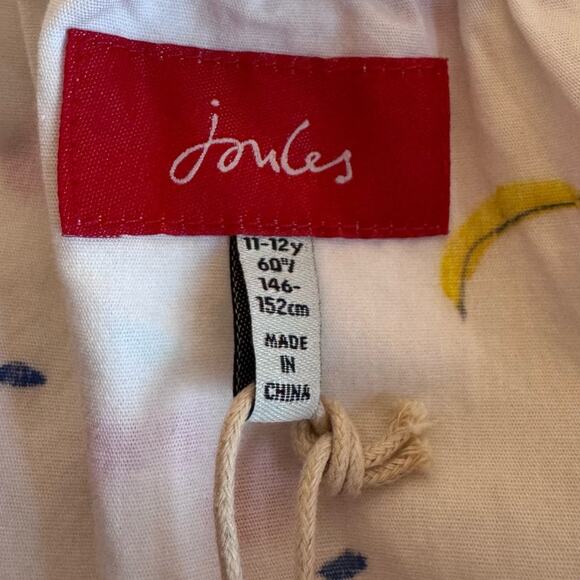 Joules
11-12y
60"/
146-
152cm
MADE
IN
CHINA